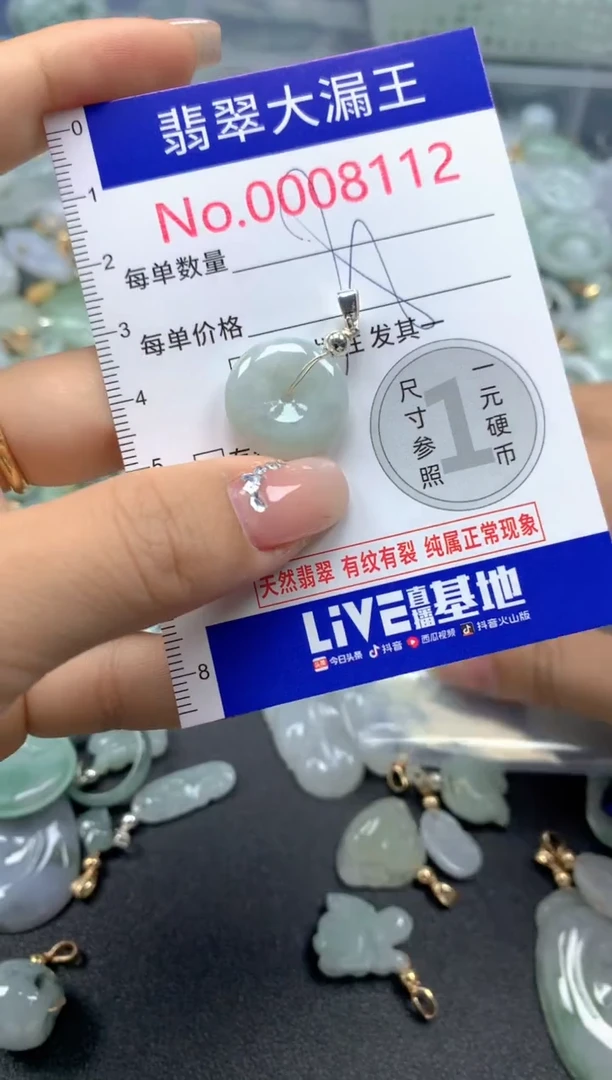 翡翠大漏王
No.0008112
0
1
2
3
4
5
8
每单数量
每单价格
发其
1
一元硬币
尺寸参照
天然翡翠 有纹有裂 纯属正常现象
LiVE直播基地
今日头条 抖音 西瓜视频 抖音火山版